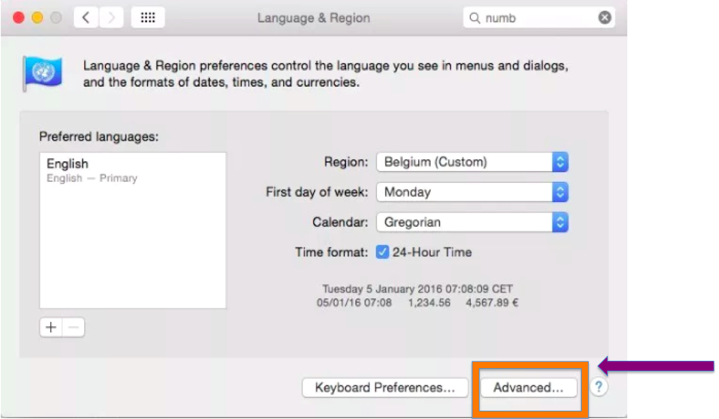 Language & Region
numb
Language & Region preferences control the language you see in menus and dialogs,
and the formats of dates, times, and currencies.
Preferred languages:
English
English — Primary
Region: Belgium (Custom)
First day of week: Monday
Calendar: Gregorian
Time format: 24-Hour Time
Tuesday 5 January 2016 07:08:09 CET
05/01/16 07:08 1,234.56 4,567.89 €
+ −
Keyboard Preferences... Advanced... ?